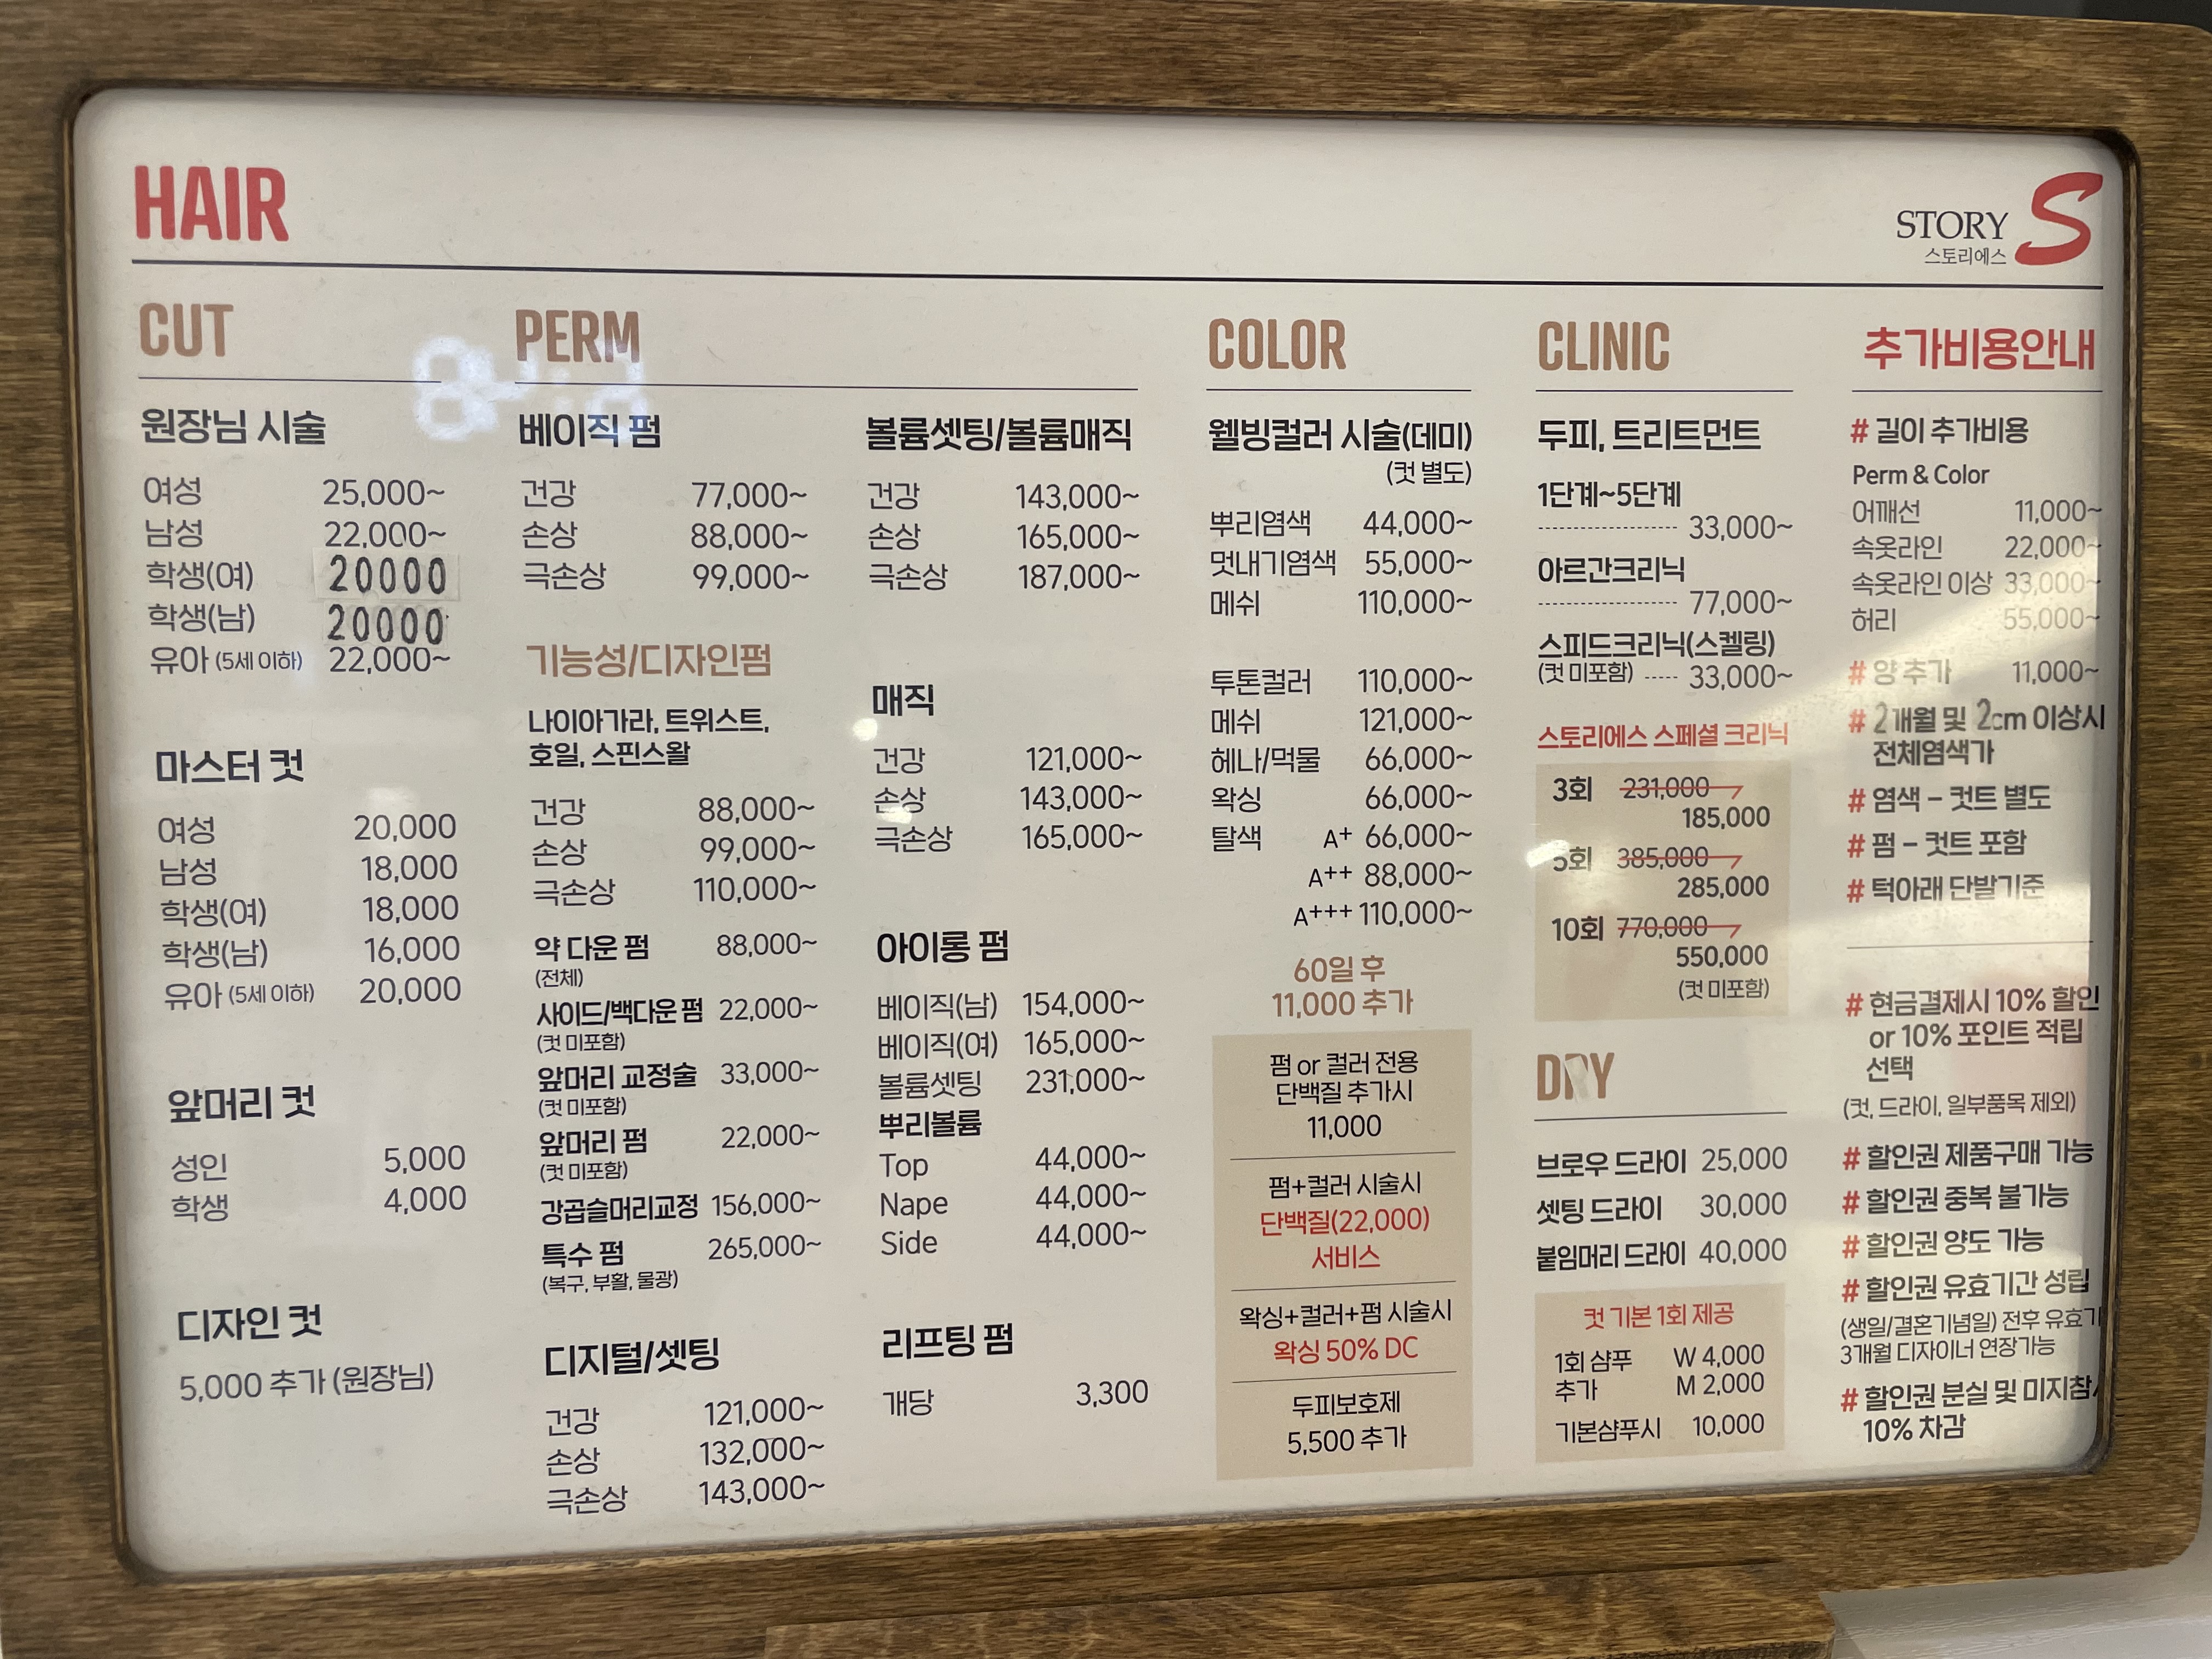 HAIR
STORY S
스토리에스
CUT
원장님 시술
여성 25,000~
남성 22,000~
학생(여) 20000
학생(남) 20000
유아 (5세 이하) 22,000~
마스터 컷
여성 20,000
남성 18,000
학생(여) 18,000
학생(남) 16,000
유아 (5세 이하) 20,000
앞머리 컷
성인 5,000
학생 4,000
디자인 컷
5,000 추가 (원장님)
PERM
베이직 펌
건강 77,000~
손상 88,000~
극손상 99,000~
기능성/디자인펌
나이아가라, 트위스트,
호일, 스핀스왈
건강 88,000~
손상 99,000~
극손상 110,000~
약 다운 펌 88,000~
(전체)
사이드/백다운 펌 22,000~
(컷 미포함)
앞머리 교정술 33,000~
(컷 미포함)
앞머리 펌 22,000~
(컷 미포함)
강곱슬머리교정 156,000~
특수 펌 265,000~
(복구, 부활, 물광)
디지털/셋팅
건강 121,000~
손상 132,000~
극손상 143,000~
볼륨셋팅/볼륨매직
건강 143,000~
손상 165,000~
극손상 187,000~
매직
건강 121,000~
손상 143,000~
극손상 165,000~
아이롱 펌
베이직(남) 154,000~
베이직(여) 165,000~
볼륨셋팅 231,000~
뿌리볼륨
Top 44,000~
Nape 44,000~
Side 44,000~
리프팅 펌
개당 3,300
COLOR
웰빙컬러 시술(데미)
(컷 별도)
뿌리염색 44,000~
멋내기염색 55,000~
메쉬 110,000~
투톤컬러 110,000~
메쉬 121,000~
헤나/먹물 66,000~
왁싱 66,000~
탈색 A+ 66,000~
A++ 88,000~
A+++ 110,000~
60일 후
11,000 추가
펌 or 컬러 전용
단백질 추가시
11,000
펌+컬러 시술시
단백질(22,000)
서비스
왁싱+컬러+펌 시술시
왁싱 50% DC
두피보호제
5,500 추가
CLINIC
두피, 트리트먼트
1단계~5단계
33,000~
아르간크리닉
77,000~
스피드크리닉(스켈링)
(컷 미포함) 33,000~
스토리에스 스페셜 크리닉
3회 231,000
185,000
5회 385,000
285,000
10회 770,000
550,000
(컷 미포함)
DRY
브로우 드라이 25,000
셋팅 드라이 30,000
붙임머리 드라이 40,000
컷 기본 1회 제공
1회 샴푸 W 4,000
추가 M 2,000
기본샴푸시 10,000
추가비용안내
# 길이 추가비용
Perm & Color
어깨선 11,000~
속옷라인 22,000~
속옷라인 이상 33,000~
허리 55,000~
# 양 추가 11,000~
# 2개월 및 2cm 이상시
전체염색가
# 염색 – 컷트 별도
# 펌 – 컷트 포함
# 턱아래 단발기준
# 현금결제시 10% 할인
or 10% 포인트 적립
선택
(컷, 드라이, 일부품목 제외)
# 할인권 제품구매 가능
# 할인권 중복 불가능
# 할인권 양도 가능
# 할인권 유효기간 성립
(생일/결혼기념일) 전후 유효기
3개월 디자이너 연장가능
# 할인권 분실 및 미지참
10% 차감